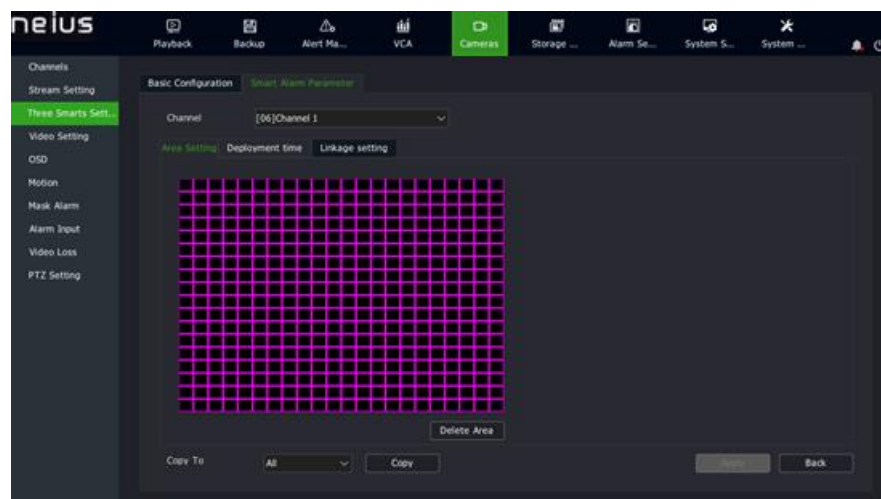 neius
Playback
Backup
Alert Ma...
VCA
Cameras
Storage ...
Alarm Se...
System S...
System ...
Channels
Stream Setting
Three Smarts Sett...
Video Setting
OSD
Motion
Mask Alarm
Alarm Input
Video Loss
PTZ Setting
Basic Configuration Smart Alarm Parameter
Channel [06]Channel 1
Area Setting Deployment time Linkage setting
Delete Area
Copy To All Copy
Back